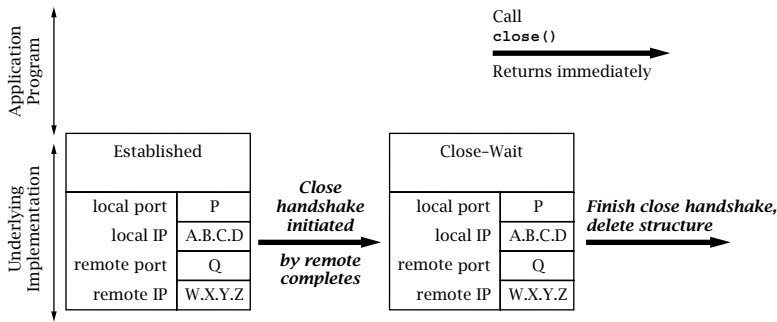 Application
Program
Call
close()
Returns immediately
Underlying
Implementation
Established
local port P
local IP A.B.C.D
remote port Q
remote IP W.X.Y.Z
Close
handshake
initiated
by remote
completes
Close-Wait
local port P
local IP A.B.C.D
remote port Q
remote IP W.X.Y.Z
Finish close handshake,
delete structure